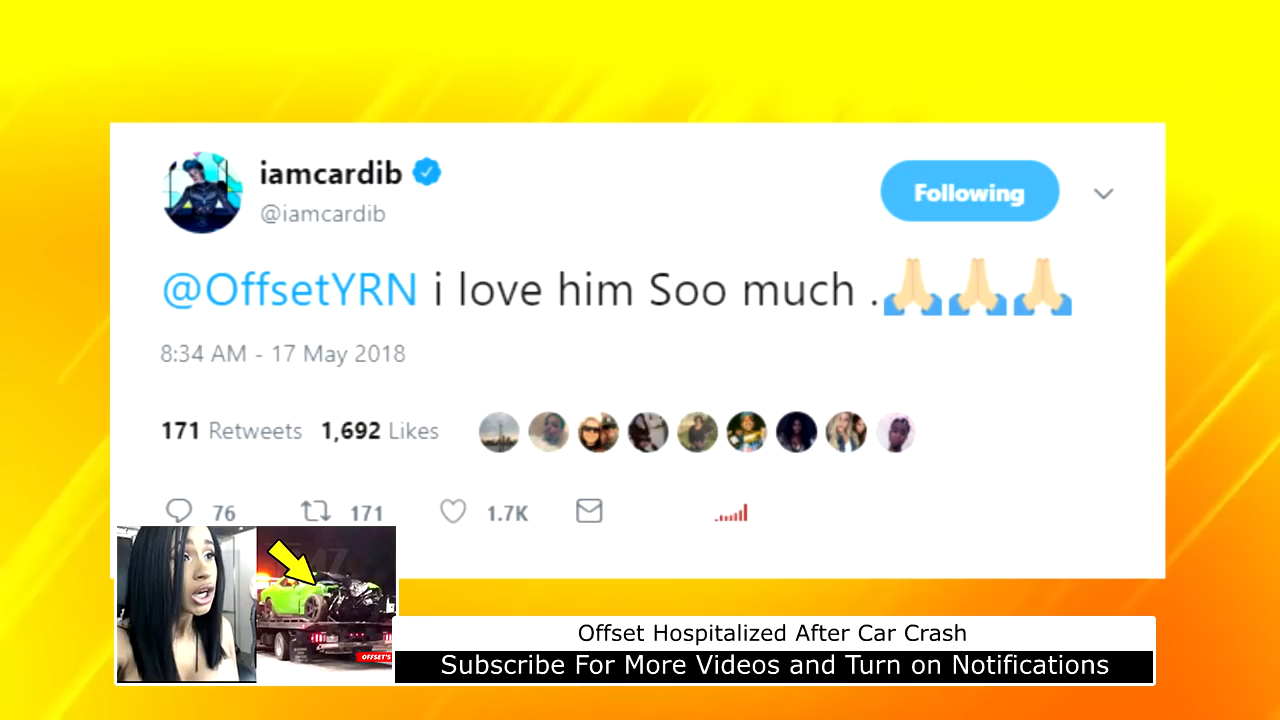 iamcardib
@iamcardib
Following
@OffsetYRN i love him Soo much .🙏🏻🙏🏻🙏🏻
8:34 AM - 17 May 2018
171 Retweets 1,692 Likes
76 171 1.7K
OFFSET'S
Offset Hospitalized After Car Crash
Subscribe For More Videos and Turn on Notifications